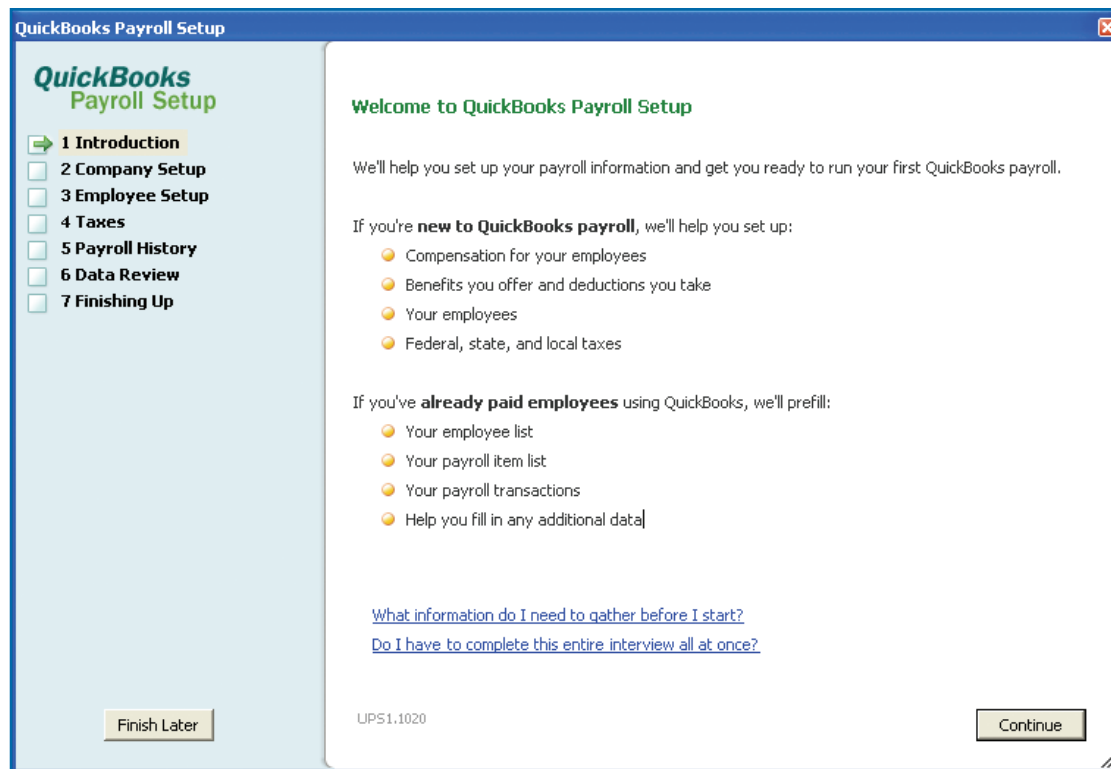 QuickBooks Payroll Setup
QuickBooks
Payroll Setup
1 Introduction
2 Company Setup
3 Employee Setup
4 Taxes
5 Payroll History
6 Data Review
7 Finishing Up
Finish Later
Welcome to QuickBooks Payroll Setup
We'll help you set up your payroll information and get you ready to run your first QuickBooks payroll.
If you're new to QuickBooks payroll, we'll help you set up:
Compensation for your employees
Benefits you offer and deductions you take
Your employees
Federal, state, and local taxes
If you've already paid employees using QuickBooks, we'll prefill:
Your employee list
Your payroll item list
Your payroll transactions
Help you fill in any additional data
What information do I need to gather before I start?
Do I have to complete this entire interview all at once?
UPS1.1020
Continue